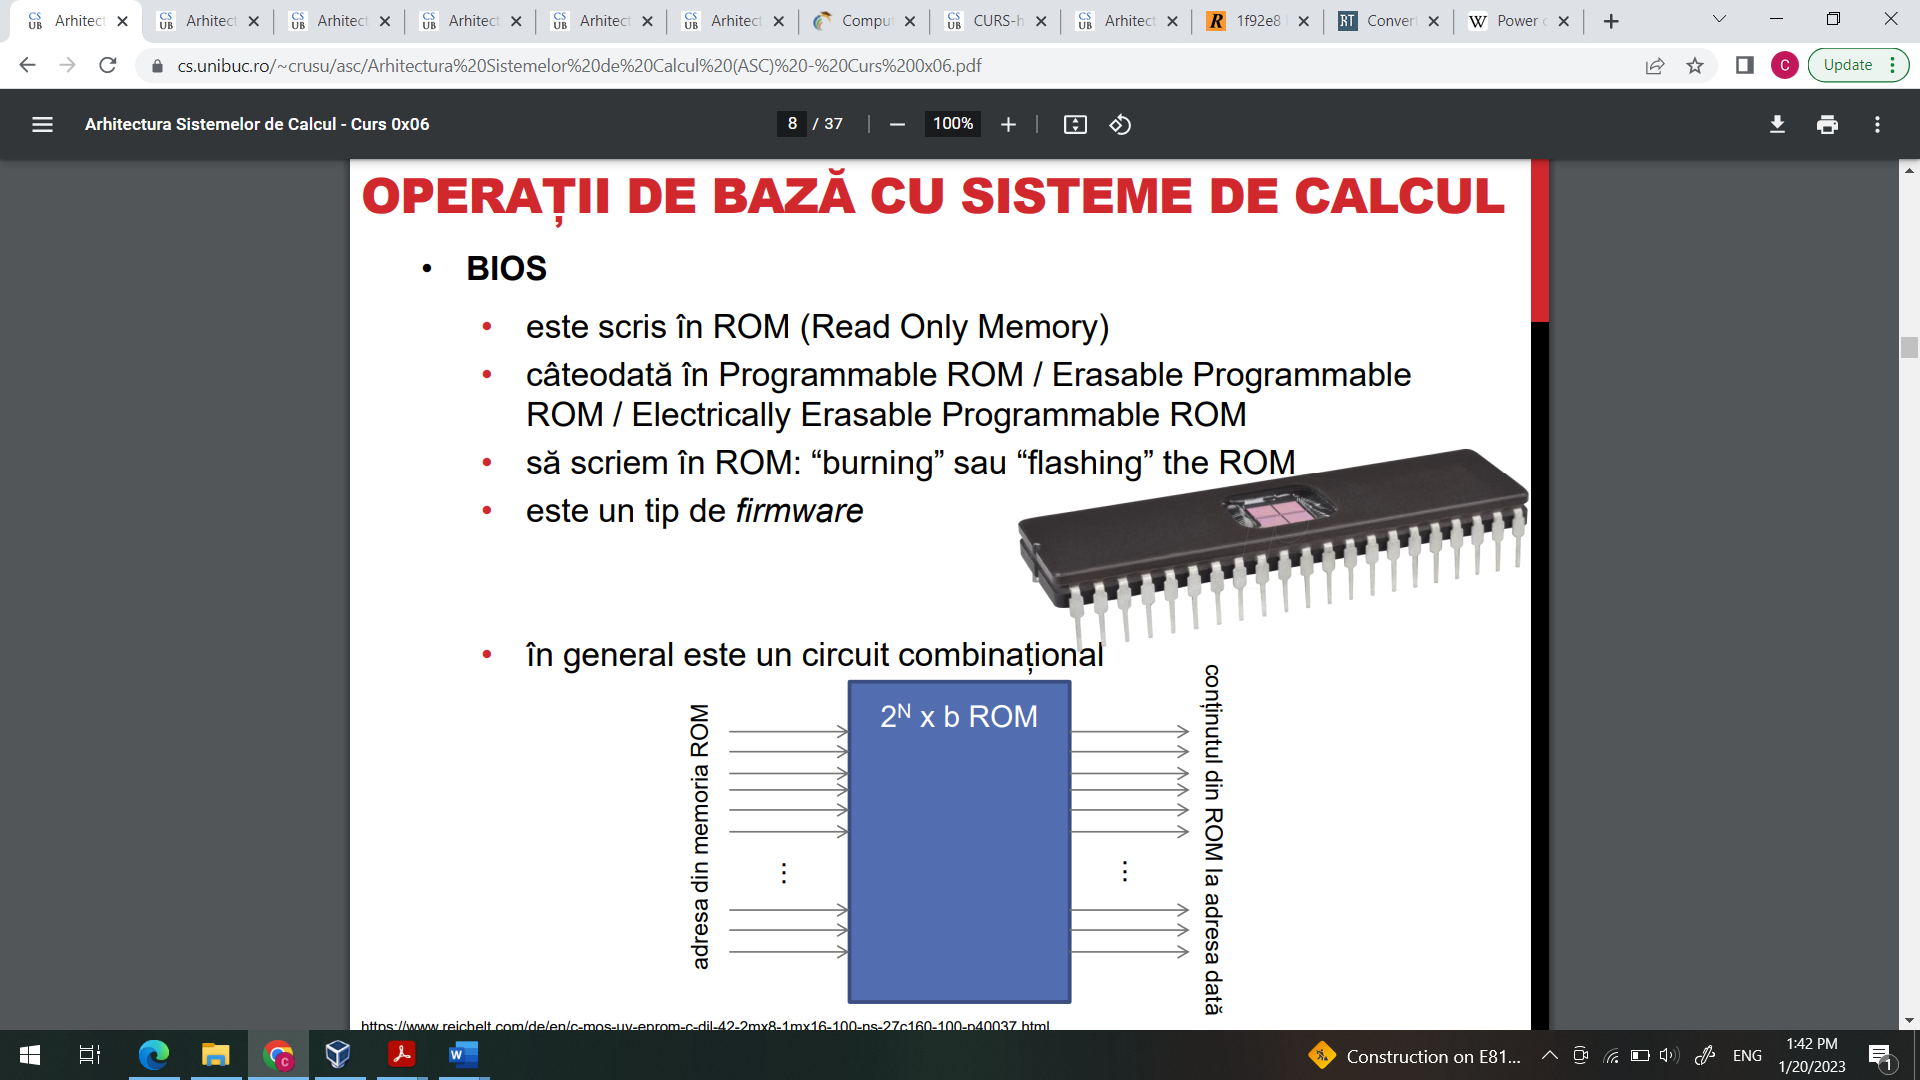 Arhitect
Arhitect
Arhitect
Arhitect
Arhitect
Arhitect
Compu
CURS-h
Arhitect
1f92e8
Convert
Power
cs.unibuc.ro/~crusu/asc/Arhitectura%20Sistemelor%20de%20Calcul%20(ASC)%20-%20Curs%200x06.pdf
C
Update
Arhitectura Sistemelor de Calcul - Curs 0x06
8 / 37
100%
OPERAȚII DE BAZĂ CU SISTEME DE CALCUL
• BIOS
• este scris în ROM (Read Only Memory)
• câteodată în Programmable ROM / Erasable Programmable
ROM / Electrically Erasable Programmable ROM
• să scriem în ROM: “burning” sau “flashing” the ROM
• este un tip de firmware
• în general este un circuit combinațional
adresa din memoria ROM
2ᴺ x b ROM
⋮
⋮
conținutul din ROM la adresa dată
https://www.reichelt.com/de/en/c-mos-uv-eprom-c-dil-42-2mx8-1mx16-100-ns-27c160-100-p40037.html
Construction on E81...
ENG
1:42 PM
1/20/2023
1